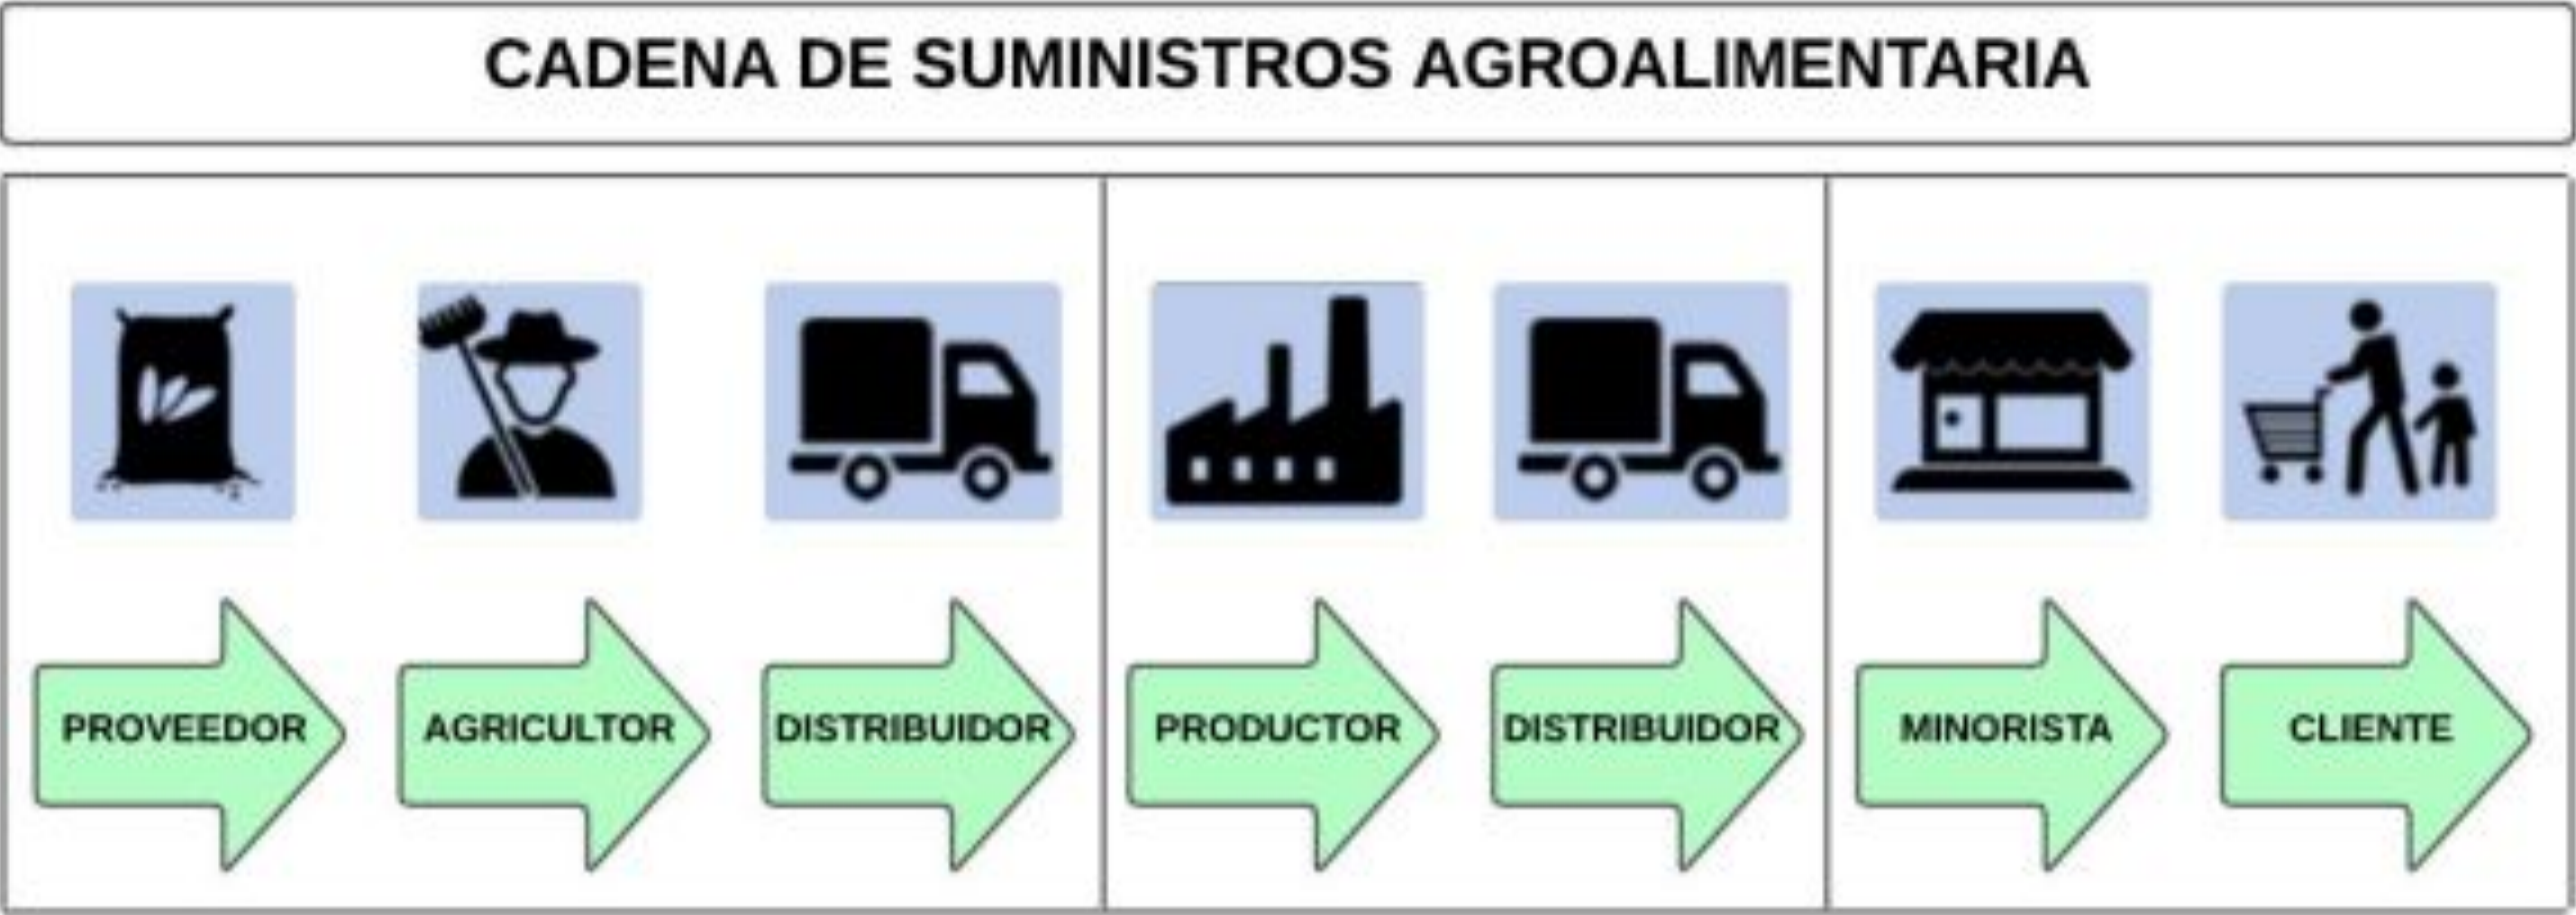 CADENA DE SUMINISTROS AGROALIMENTARIA
PROVEEDOR
AGRICULTOR
DISTRIBUIDOR
PRODUCTOR
DISTRIBUIDOR
MINORISTA
CLIENTE